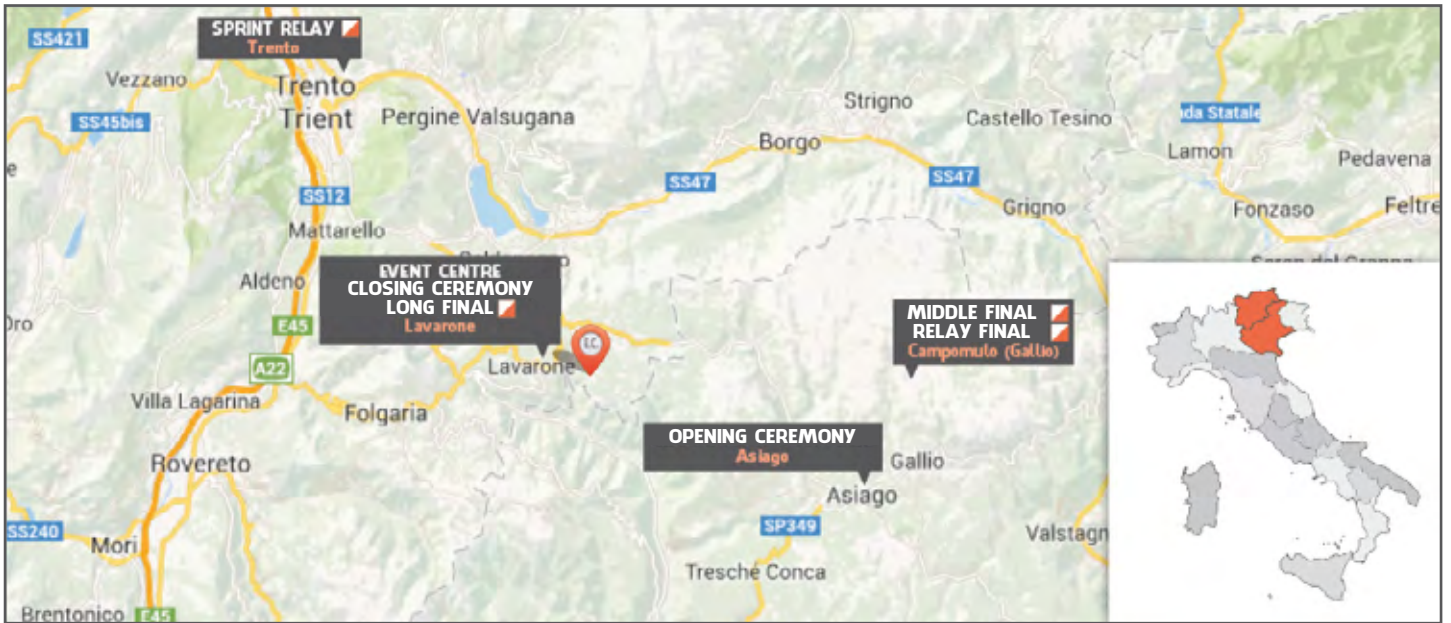 SS421
SPRINT RELAY
Trento
Vezzano
Trento
Trient
SS45bis
Pergine Valsugana
Strigno
Castello Tesino
da Statale
Lamon
Pedavena
e
Borgo
SS47
SS47
SS12
Grigno
Fonzaso
Feltre
Mattarello
Aldeno
EVENT CENTRE
CLOSING CEREMONY
LONG FINAL
Lavarone
MIDDLE FINAL
RELAY FINAL
Campomulo (Gallio)
Oro
E45
E.C.
A22
Lavarone
Villa Lagarina
Folgaria
OPENING CEREMONY
Asiago
Gallio
Rovereto
Asiago
SS240
Mori
SP349
Valstagn
Tresche Conca
Brentonico
E45